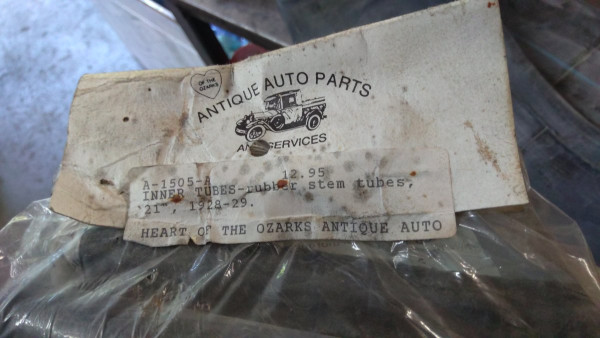 OF THE
OZARKS
ANTIQUE AUTO PARTS
AND SERVICES
A-1505-A 12.95
INNER TUBES-rubber stem tubes,
21", 1928-29.
HEART OF THE OZARKS ANTIQUE AUTO